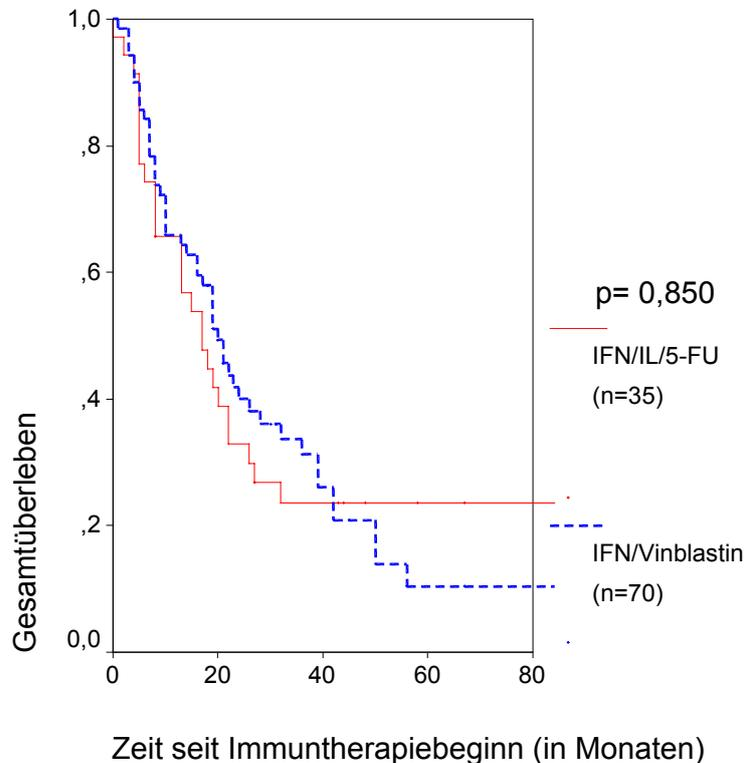 1,0
,8
,6
,4
,2
0,0
Gesamtüberleben
0 20 40 60 80
Zeit seit Immuntherapiebeginn (in Monaten)
p= 0,850
IFN/IL/5-FU
(n=35)
IFN/Vinblastin
(n=70)